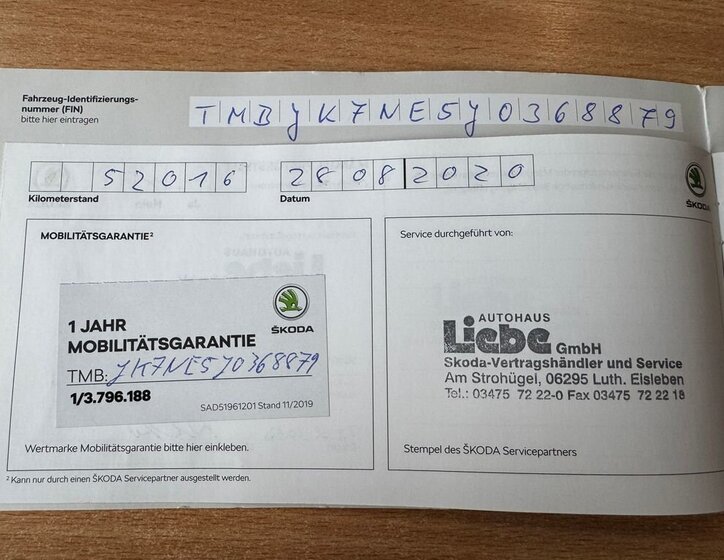 Fahrzeug-Identifizierungs-
nummer (FIN)
bitte hier eintragen
TMBJK7NE5J0368879
52016
Kilometerstand
28 08 2020
Datum
ŠKODA
MOBILITÄTSGARANTIE²
1 JAHR
MOBILITÄTSGARANTIE
ŠKODA
TMB: JK7NE5J0368879
1/3.796.188
SAD51961201 Stand 11/2019
Wertmarke Mobilitätsgarantie bitte hier einkleben.
Service durchgeführt von:
AUTOHAUS
Liebe GmbH
Skoda-Vertragshändler und Service
Am Strohügel, 06295 Luth. Eisleben
Tel.: 03475 72 22-0 Fax 03475 72 22 18
Stempel des ŠKODA Servicepartners
² Kann nur durch einen ŠKODA Servicepartner ausgestellt werden.